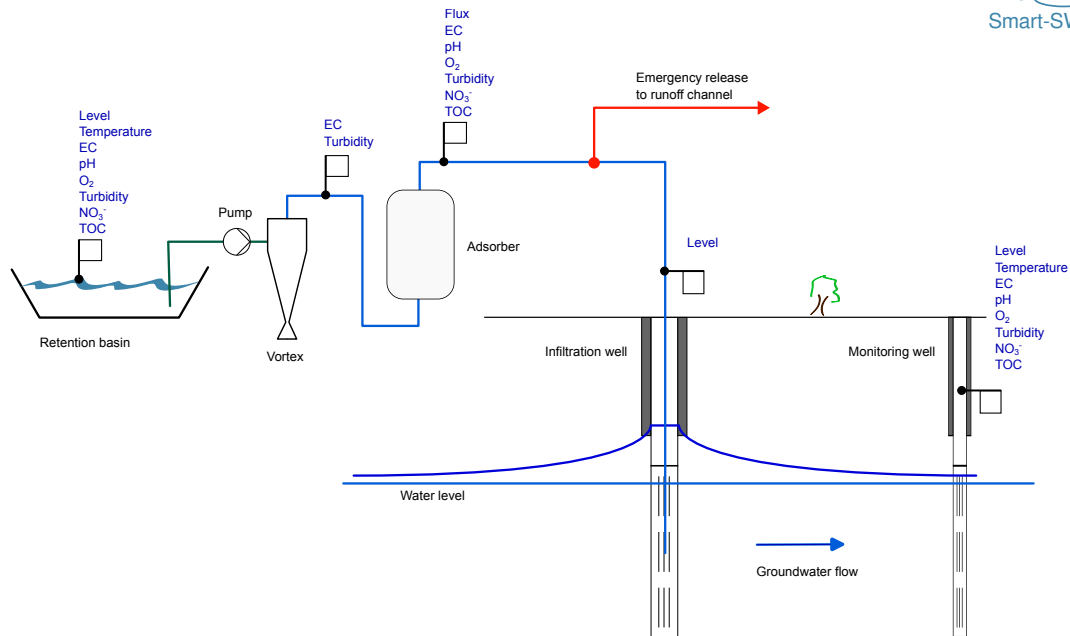 Smart-SW
Flux
EC
pH
O₂
Turbidity
NO₃⁻
TOC
Emergency release
to runoff channel
Level
Temperature
EC
pH
O₂
Turbidity
NO₃⁻
TOC
EC
Turbidity
Pump
Adsorber
Level
Level
Temperature
EC
pH
O₂
Turbidity
NO₃⁻
TOC
Retention basin
Vortex
Infiltration well
Monitoring well
Water level
Groundwater flow